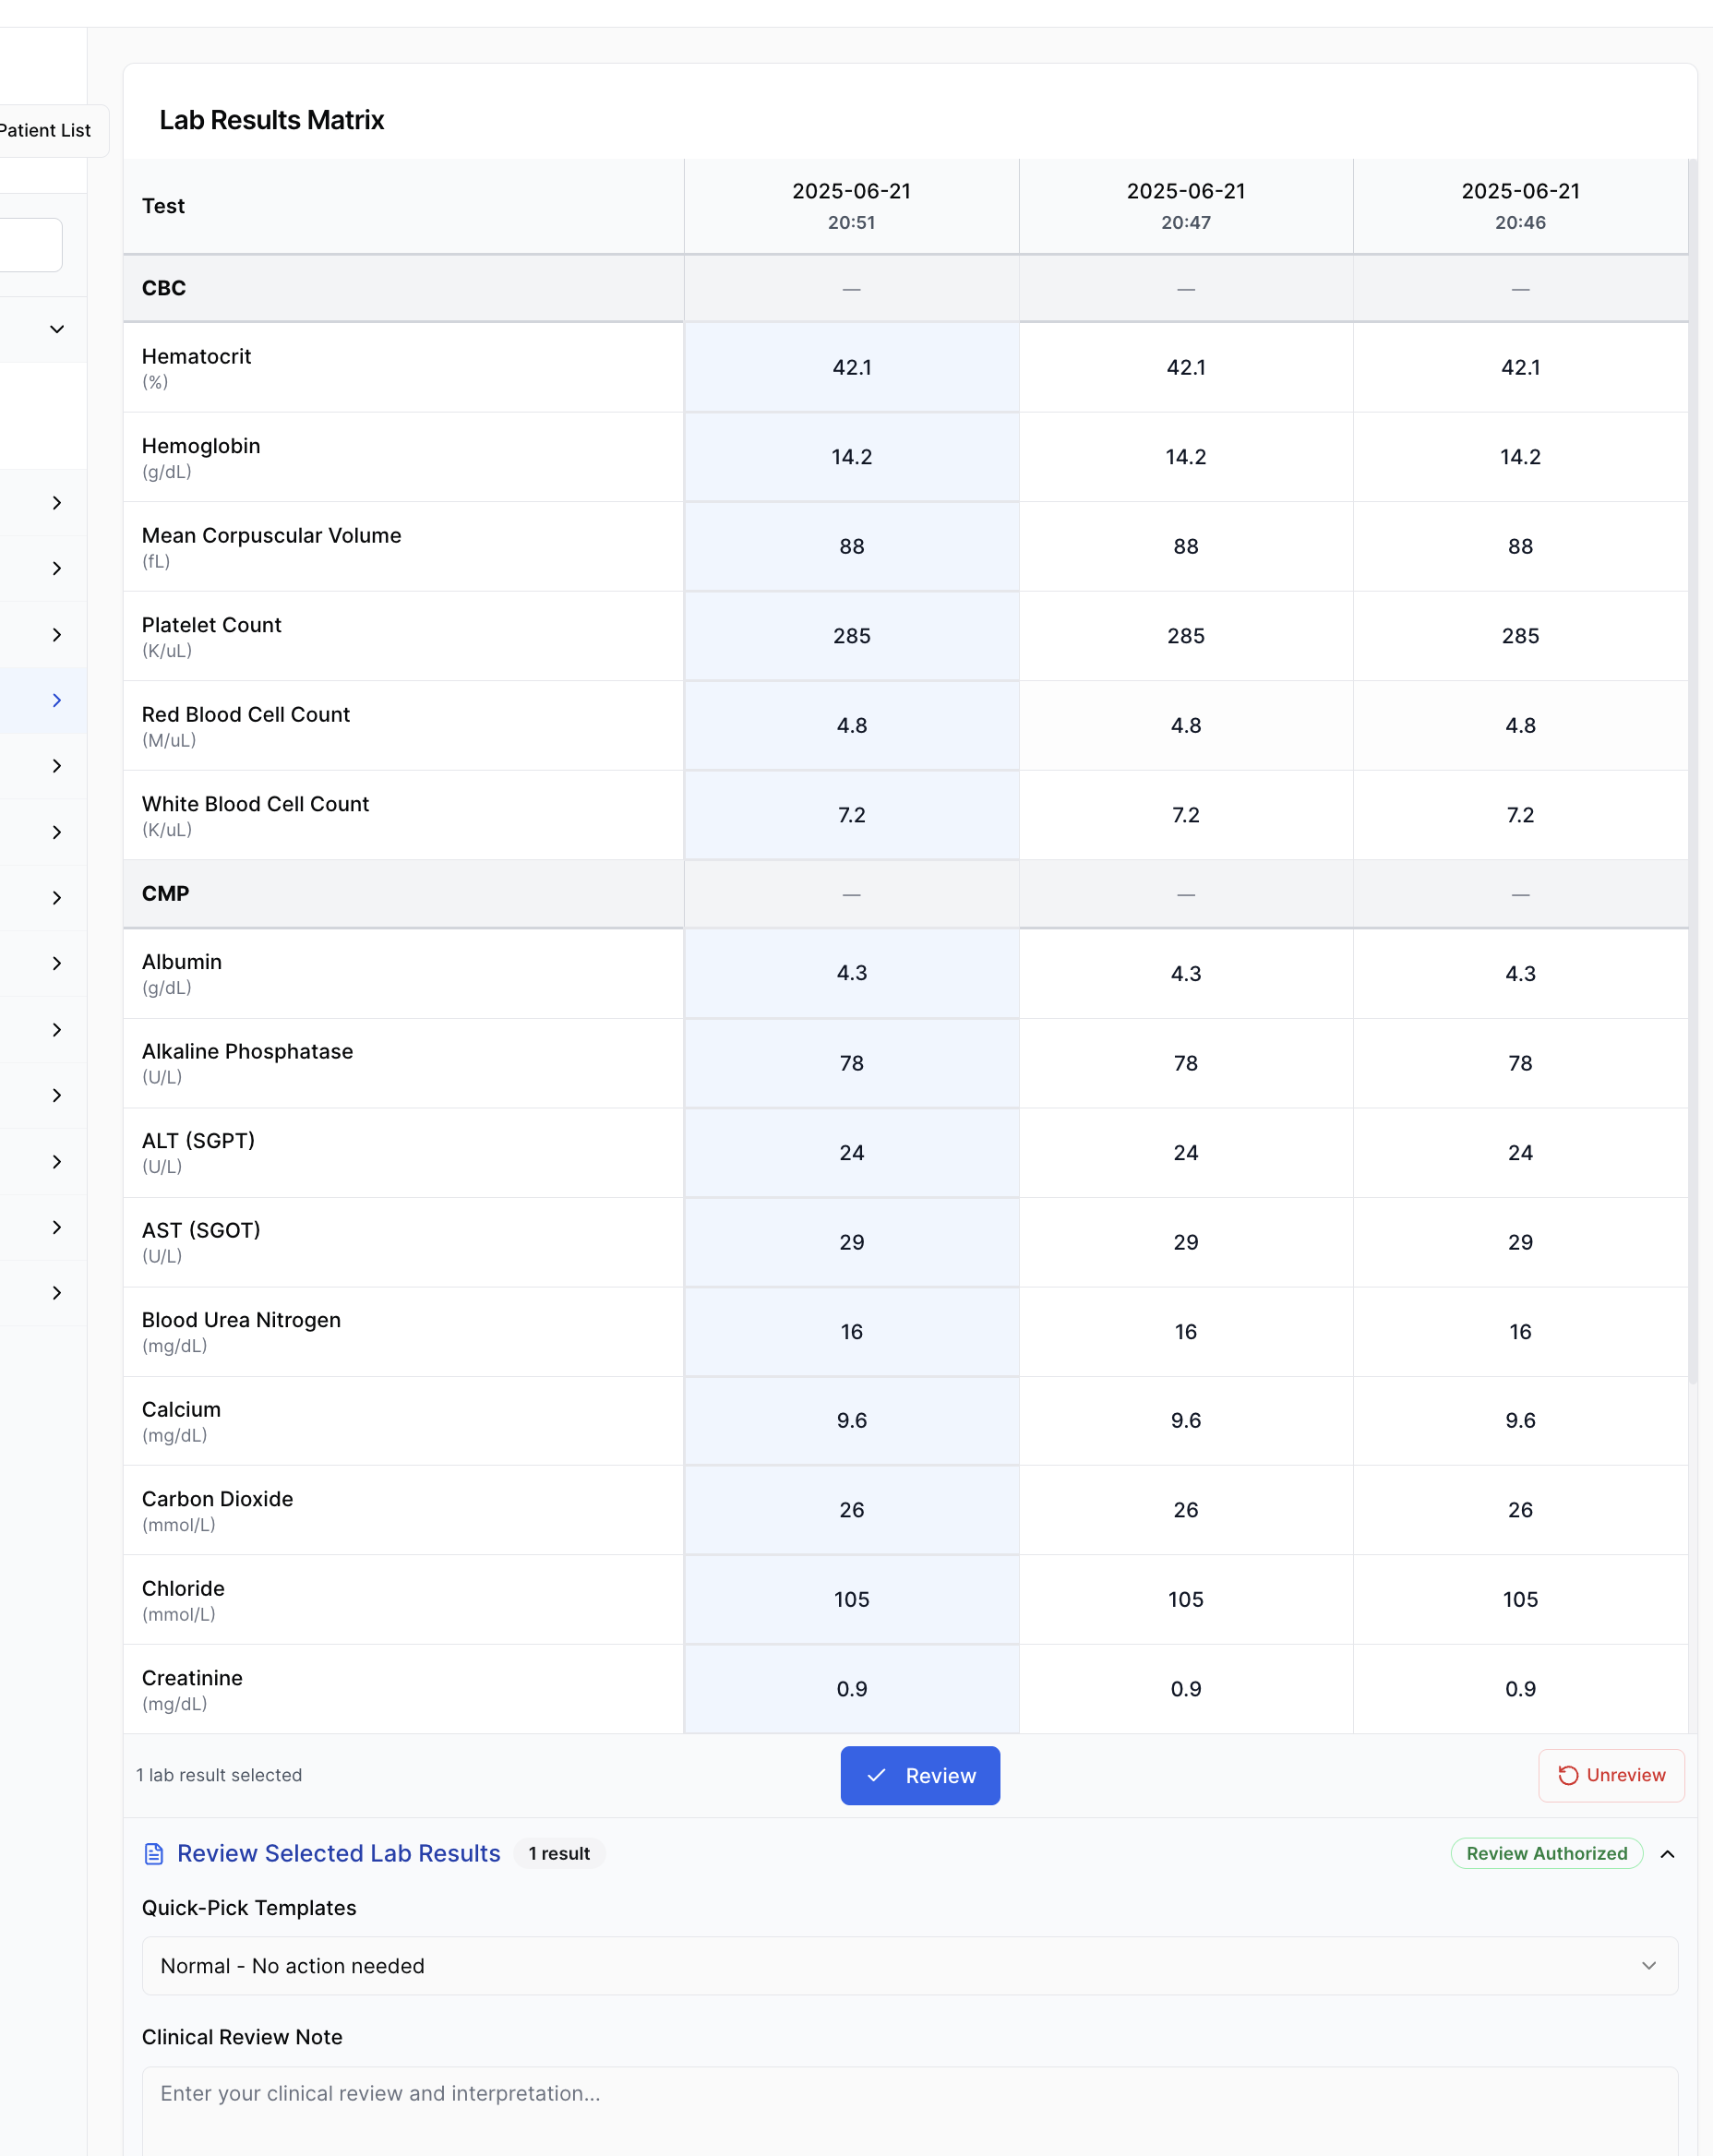 Patient List
Lab Results Matrix
Test 2025-06-21 2025-06-21 2025-06-21
20:51 20:47 20:46
CBC — — —
Hematocrit
(%) 42.1 42.1 42.1
Hemoglobin
(g/dL) 14.2 14.2 14.2
Mean Corpuscular Volume
(fL) 88 88 88
Platelet Count
(K/uL) 285 285 285
Red Blood Cell Count
(M/uL) 4.8 4.8 4.8
White Blood Cell Count
(K/uL) 7.2 7.2 7.2
CMP — — —
Albumin
(g/dL) 4.3 4.3 4.3
Alkaline Phosphatase
(U/L) 78 78 78
ALT (SGPT)
(U/L) 24 24 24
AST (SGOT)
(U/L) 29 29 29
Blood Urea Nitrogen
(mg/dL) 16 16 16
Calcium
(mg/dL) 9.6 9.6 9.6
Carbon Dioxide
(mmol/L) 26 26 26
Chloride
(mmol/L) 105 105 105
Creatinine
(mg/dL) 0.9 0.9 0.9
1 lab result selected Review Unreview
Review Selected Lab Results 1 result Review Authorized
Quick-Pick Templates
Normal - No action needed
Clinical Review Note
Enter your clinical review and interpretation...